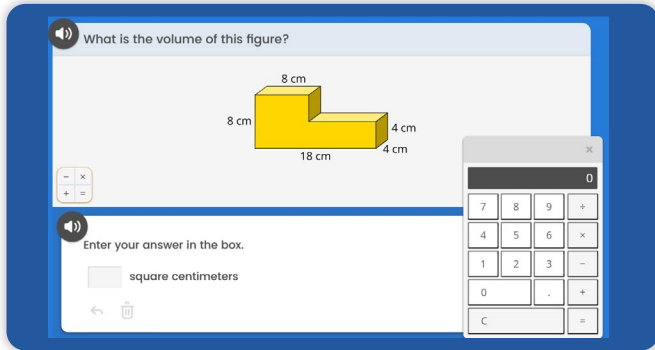 What is the volume of this figure?
8 cm
8 cm
4 cm
4 cm
18 cm
− ×
+ =
×
0
7 8 9 ÷
4 5 6 ×
1 2 3 −
0 . +
C =
Enter your answer in the box.
square centimeters